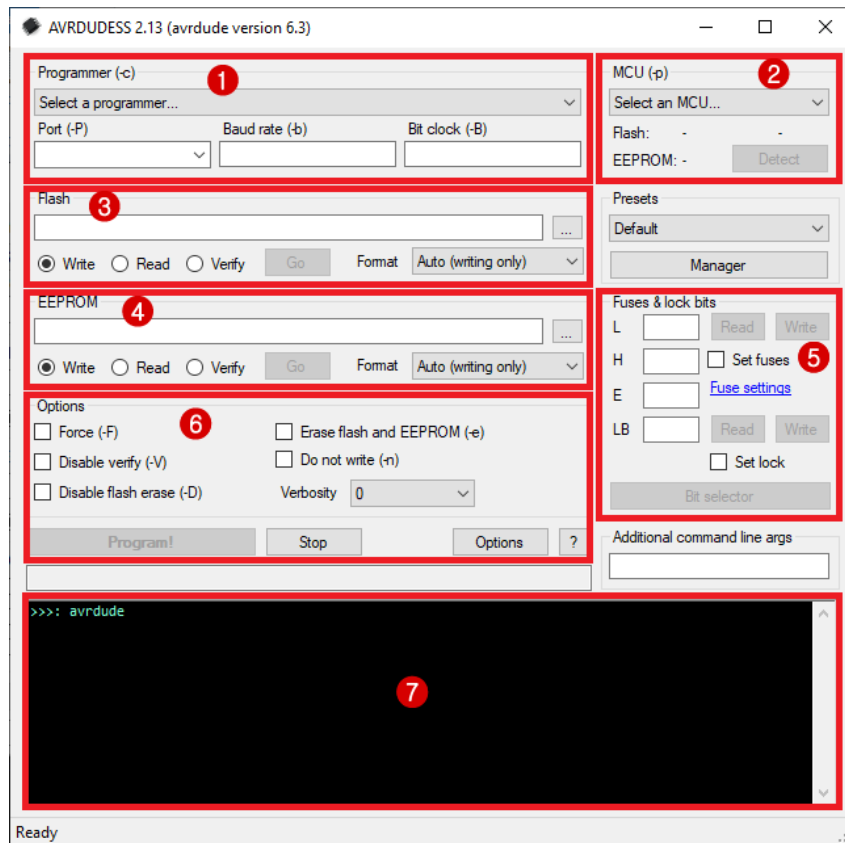 AVRDUDESS 2.13 (avrdude version 6.3)
Programmer (-c)
1
Select a programmer...
Port (-P) Baud rate (-b) Bit clock (-B)
MCU (-p)
2
Select an MCU...
Flash: - -
EEPROM: - Detect
Flash
3
...
Write Read Verify Go Format Auto (writing only)
Presets
Default
Manager
EEPROM
4
...
Write Read Verify Go Format Auto (writing only)
Fuses & lock bits
L Read Write
H Set fuses 5
E Fuse settings
LB Read Write
Set lock
Bit selector
Options
6
Force (-F) Erase flash and EEPROM (-e)
Disable verify (-V) Do not write (-n)
Disable flash erase (-D) Verbosity 0
Program! Stop Options ?
Additional command line args
>>>: avrdude
7
Ready